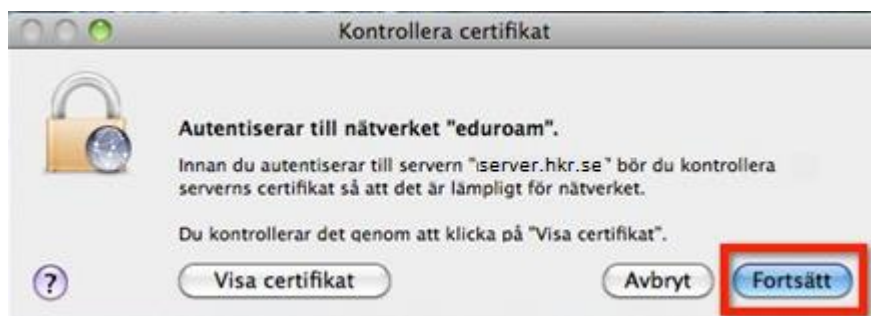 Kontrollera certifikat
Autentiserar till nätverket "eduroam".
Innan du autentiserar till servern "iserver.hkr.se" bör du kontrollera
serverns certifikat så att det är lämpligt för nätverket.
Du kontrollerar det genom att klicka på "Visa certifikat".
?
Visa certifikat
Avbryt
Fortsätt